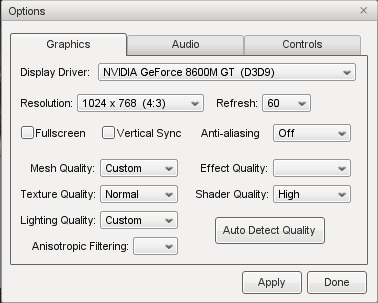 Options
Graphics Audio Controls
Display Driver: NVIDIA GeForce 8600M GT (D3D9)
Resolution: 1024 x 768 (4:3) Refresh: 60
Fullscreen Vertical Sync Anti-aliasing Off
Mesh Quality: Custom Effect Quality:
Texture Quality: Normal Shader Quality: High
Lighting Quality: Custom
Auto Detect Quality
Anisotropic Filtering:
Apply Done